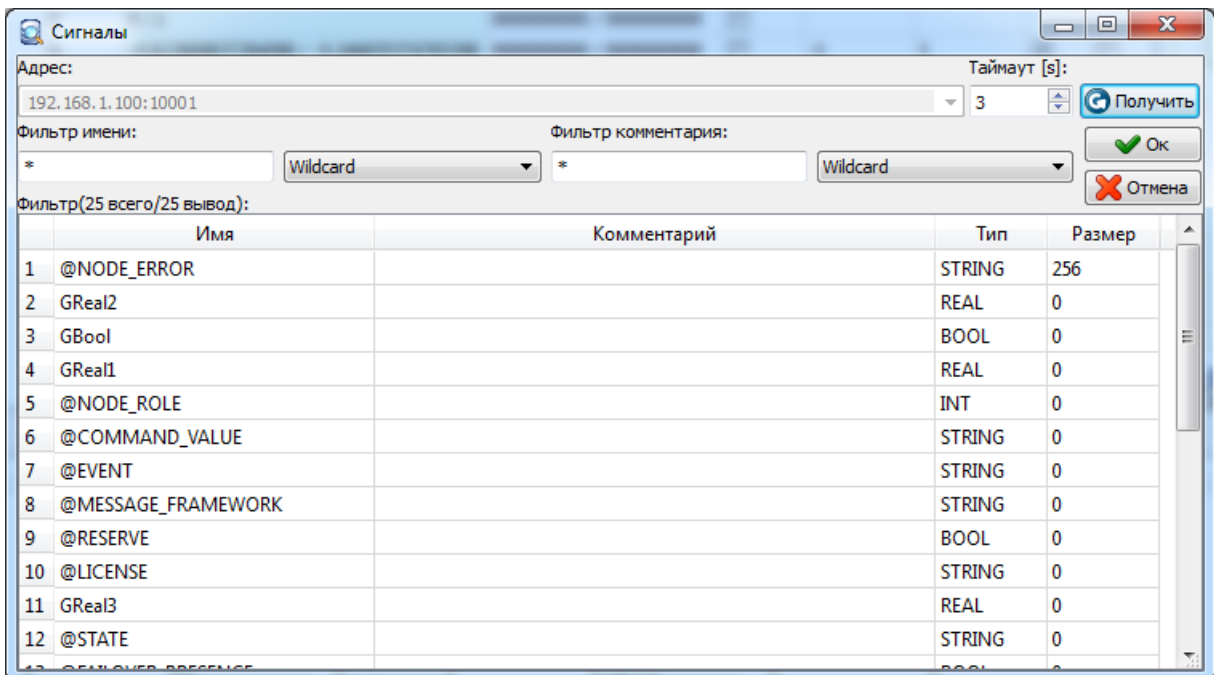 Сигналы
Адрес: Таймаут [s]:
192.168.1.100:10001 3 Получить
Фильтр имени: Фильтр комментария: Ок
* Wildcard * Wildcard
Отмена
Фильтр(25 всего/25 вывод):
Имя Комментарий Тип Размер
1 @NODE_ERROR STRING 256
2 GReal2 REAL 0
3 GBool BOOL 0
4 GReal1 REAL 0
5 @NODE_ROLE INT 0
6 @COMMAND_VALUE STRING 0
7 @EVENT STRING 0
8 @MESSAGE_FRAMEWORK STRING 0
9 @RESERVE BOOL 0
10 @LICENSE STRING 0
11 GReal3 REAL 0
12 @STATE STRING 0